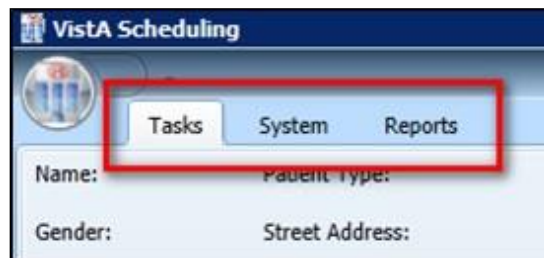 VistA Scheduling
Tasks System Reports
Name: Patient Type:
Gender: Street Address: